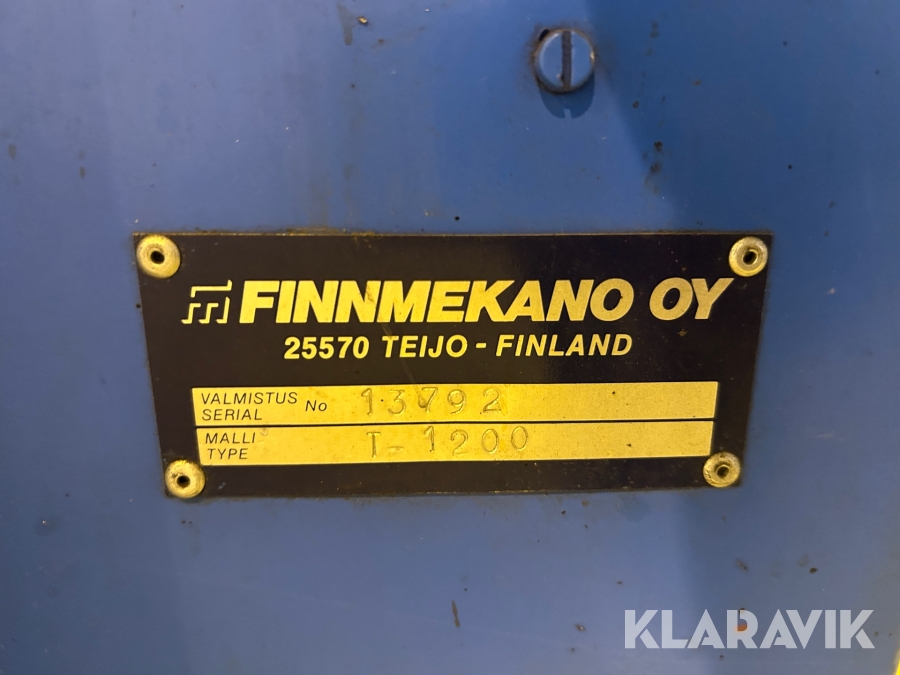 FINNMEKANO OY
25570 TEIJO - FINLAND
VALMISTUS
SERIAL No 13792
MALLI
TYPE T-1200
KLARAVIK